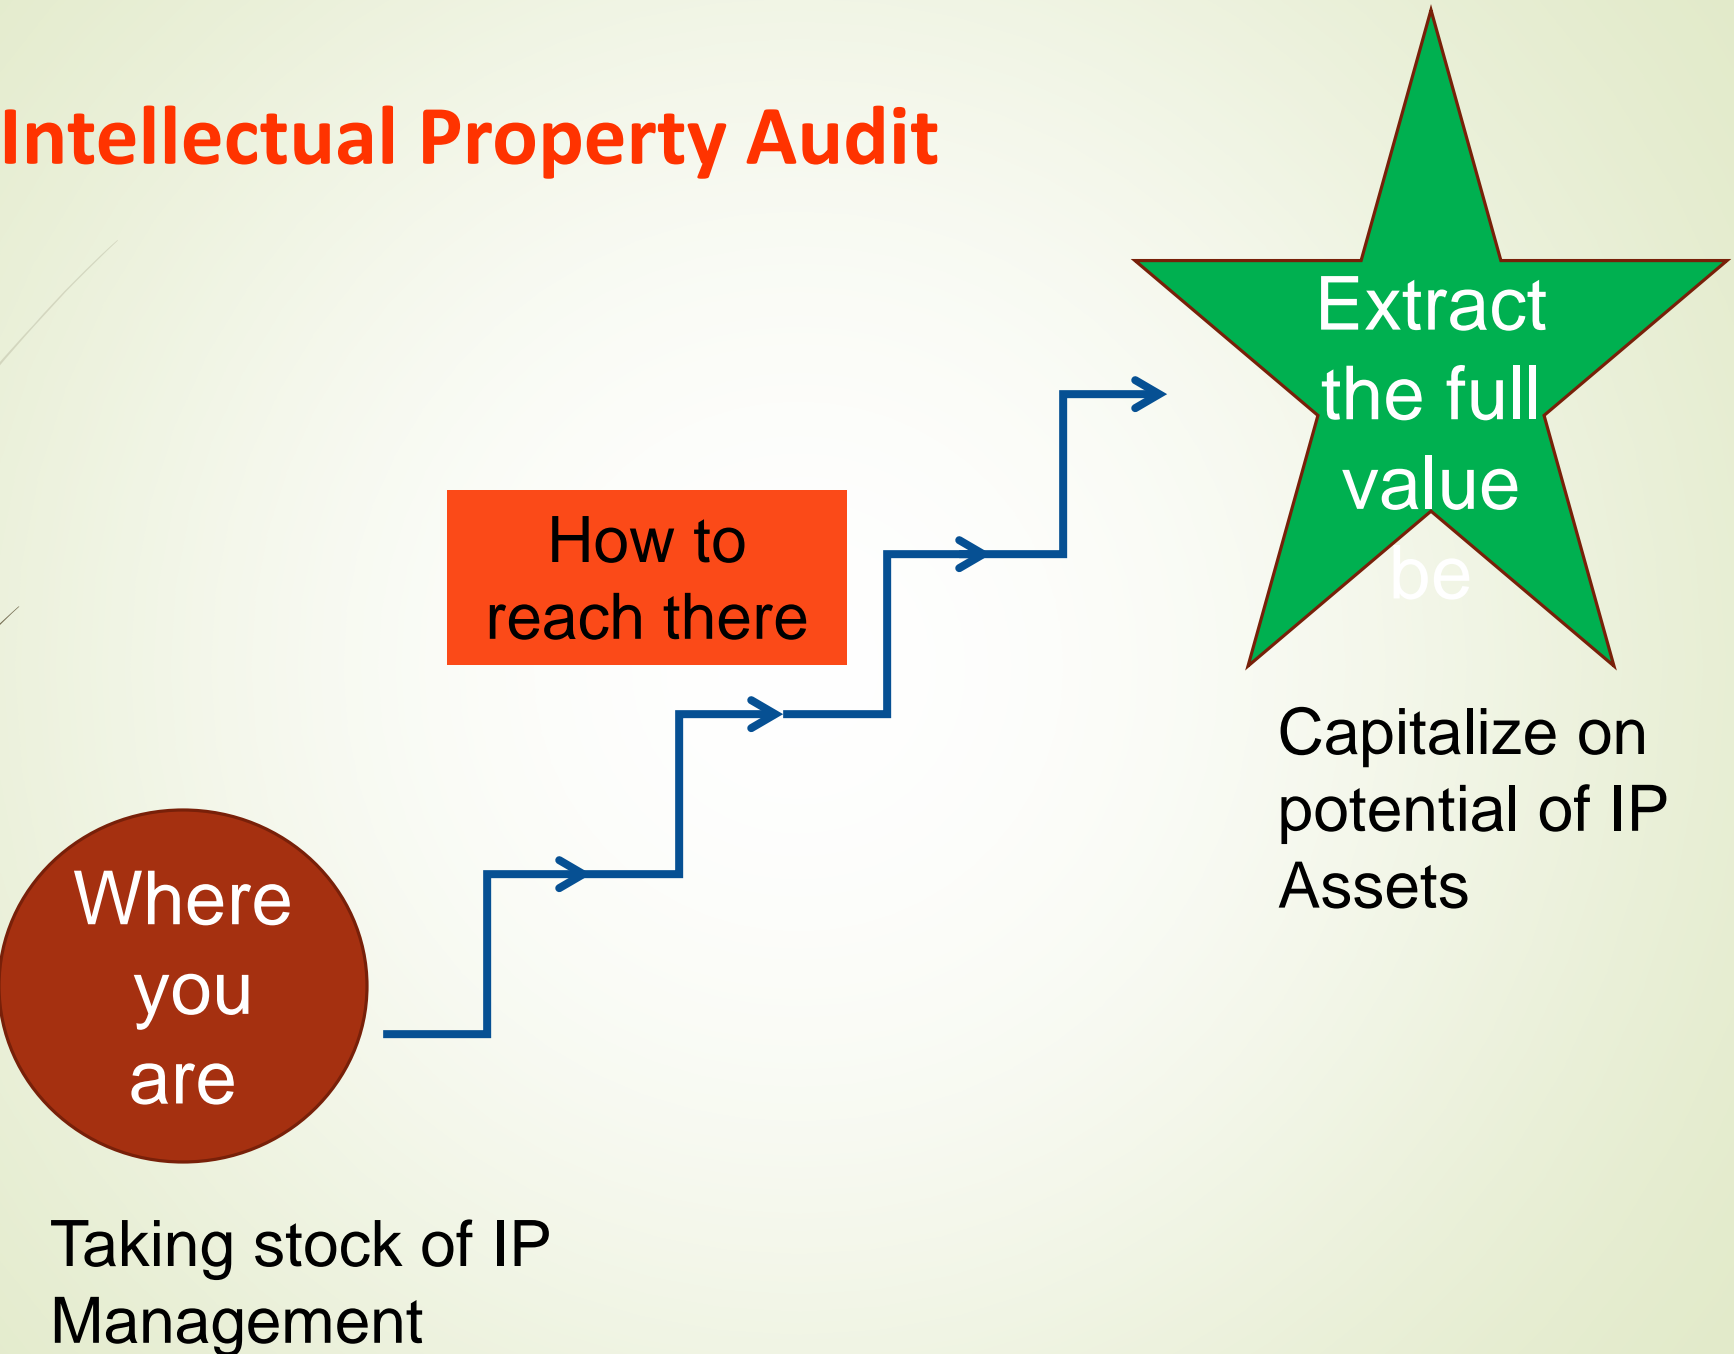 Intellectual Property Audit
Extract
the full
value
be
How to
reach there
Capitalize on
potential of IP
Assets
Where
you
are
Taking stock of IP
Management